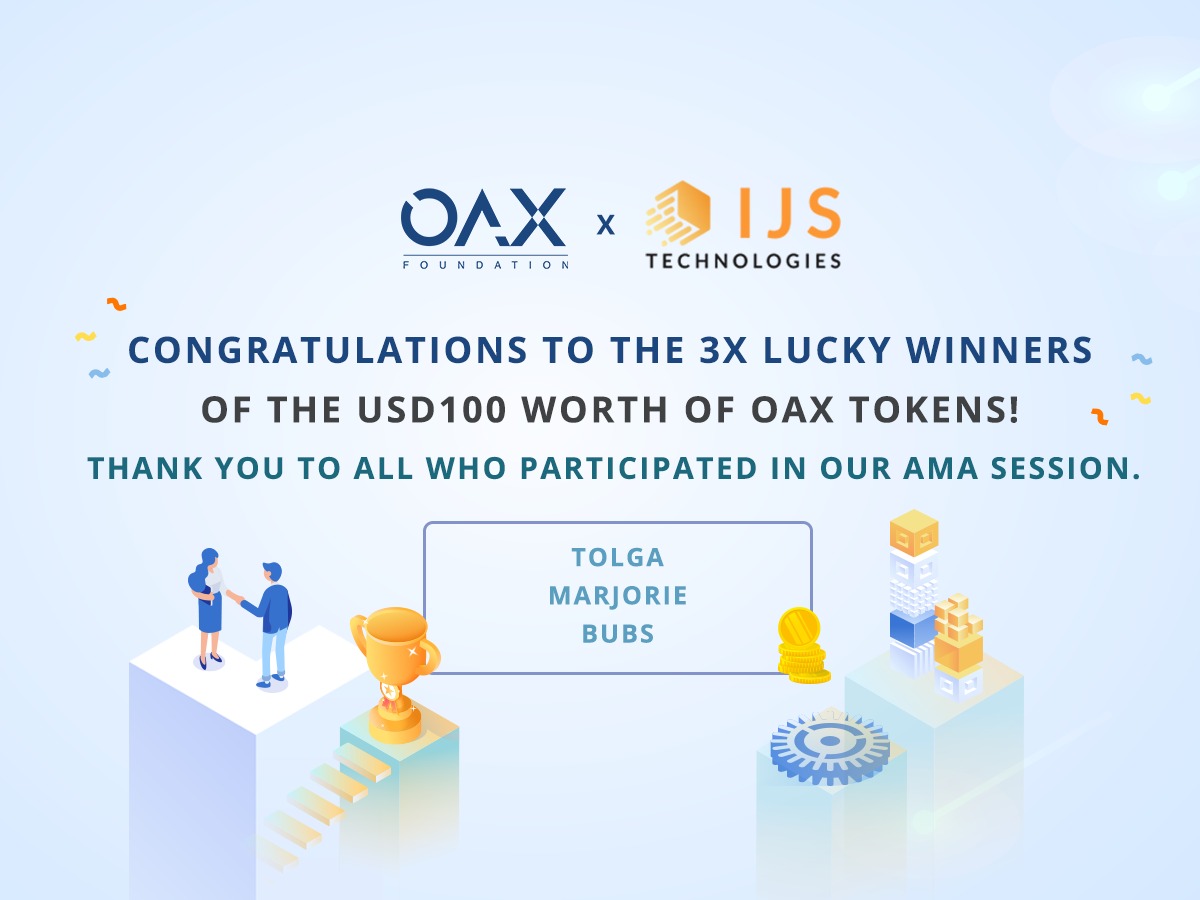 OAX
FOUNDATION
X
IJS
TECHNOLOGIES
CONGRATULATIONS TO THE 3X LUCKY WINNERS
OF THE USD100 WORTH OF OAX TOKENS!
THANK YOU TO ALL WHO PARTICIPATED IN OUR AMA SESSION.
TOLGA
MARJORIE
BUBS